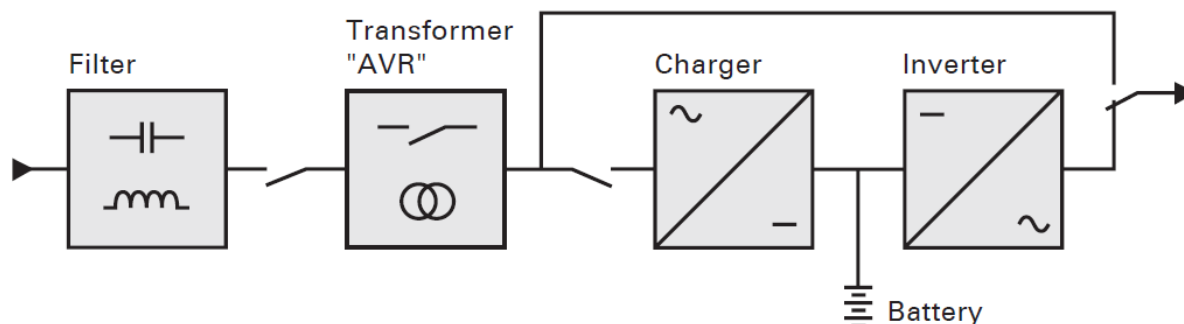 Filter
Transformer
"AVR"
Charger
Inverter
Battery